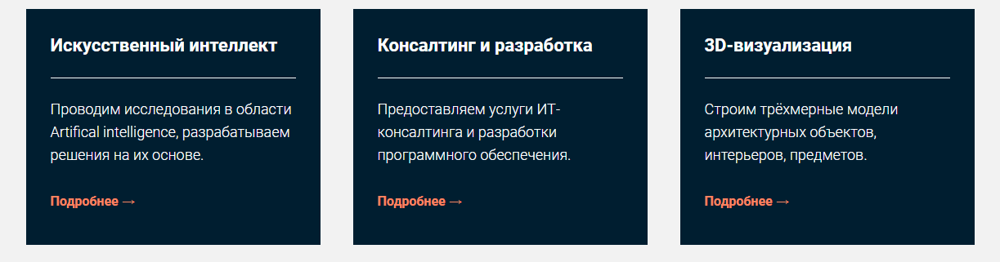 Искусственный интеллект
Проводим исследования в области
Artifical intelligence, разрабатываем
решения на их основе.
Подробнее →
Консалтинг и разработка
Предоставляем услуги ИТ-
консалтинга и разработки
программного обеспечения.
Подробнее →
3D-визуализация
Строим трёхмерные модели
архитектурных объектов,
интерьеров, предметов.
Подробнее →